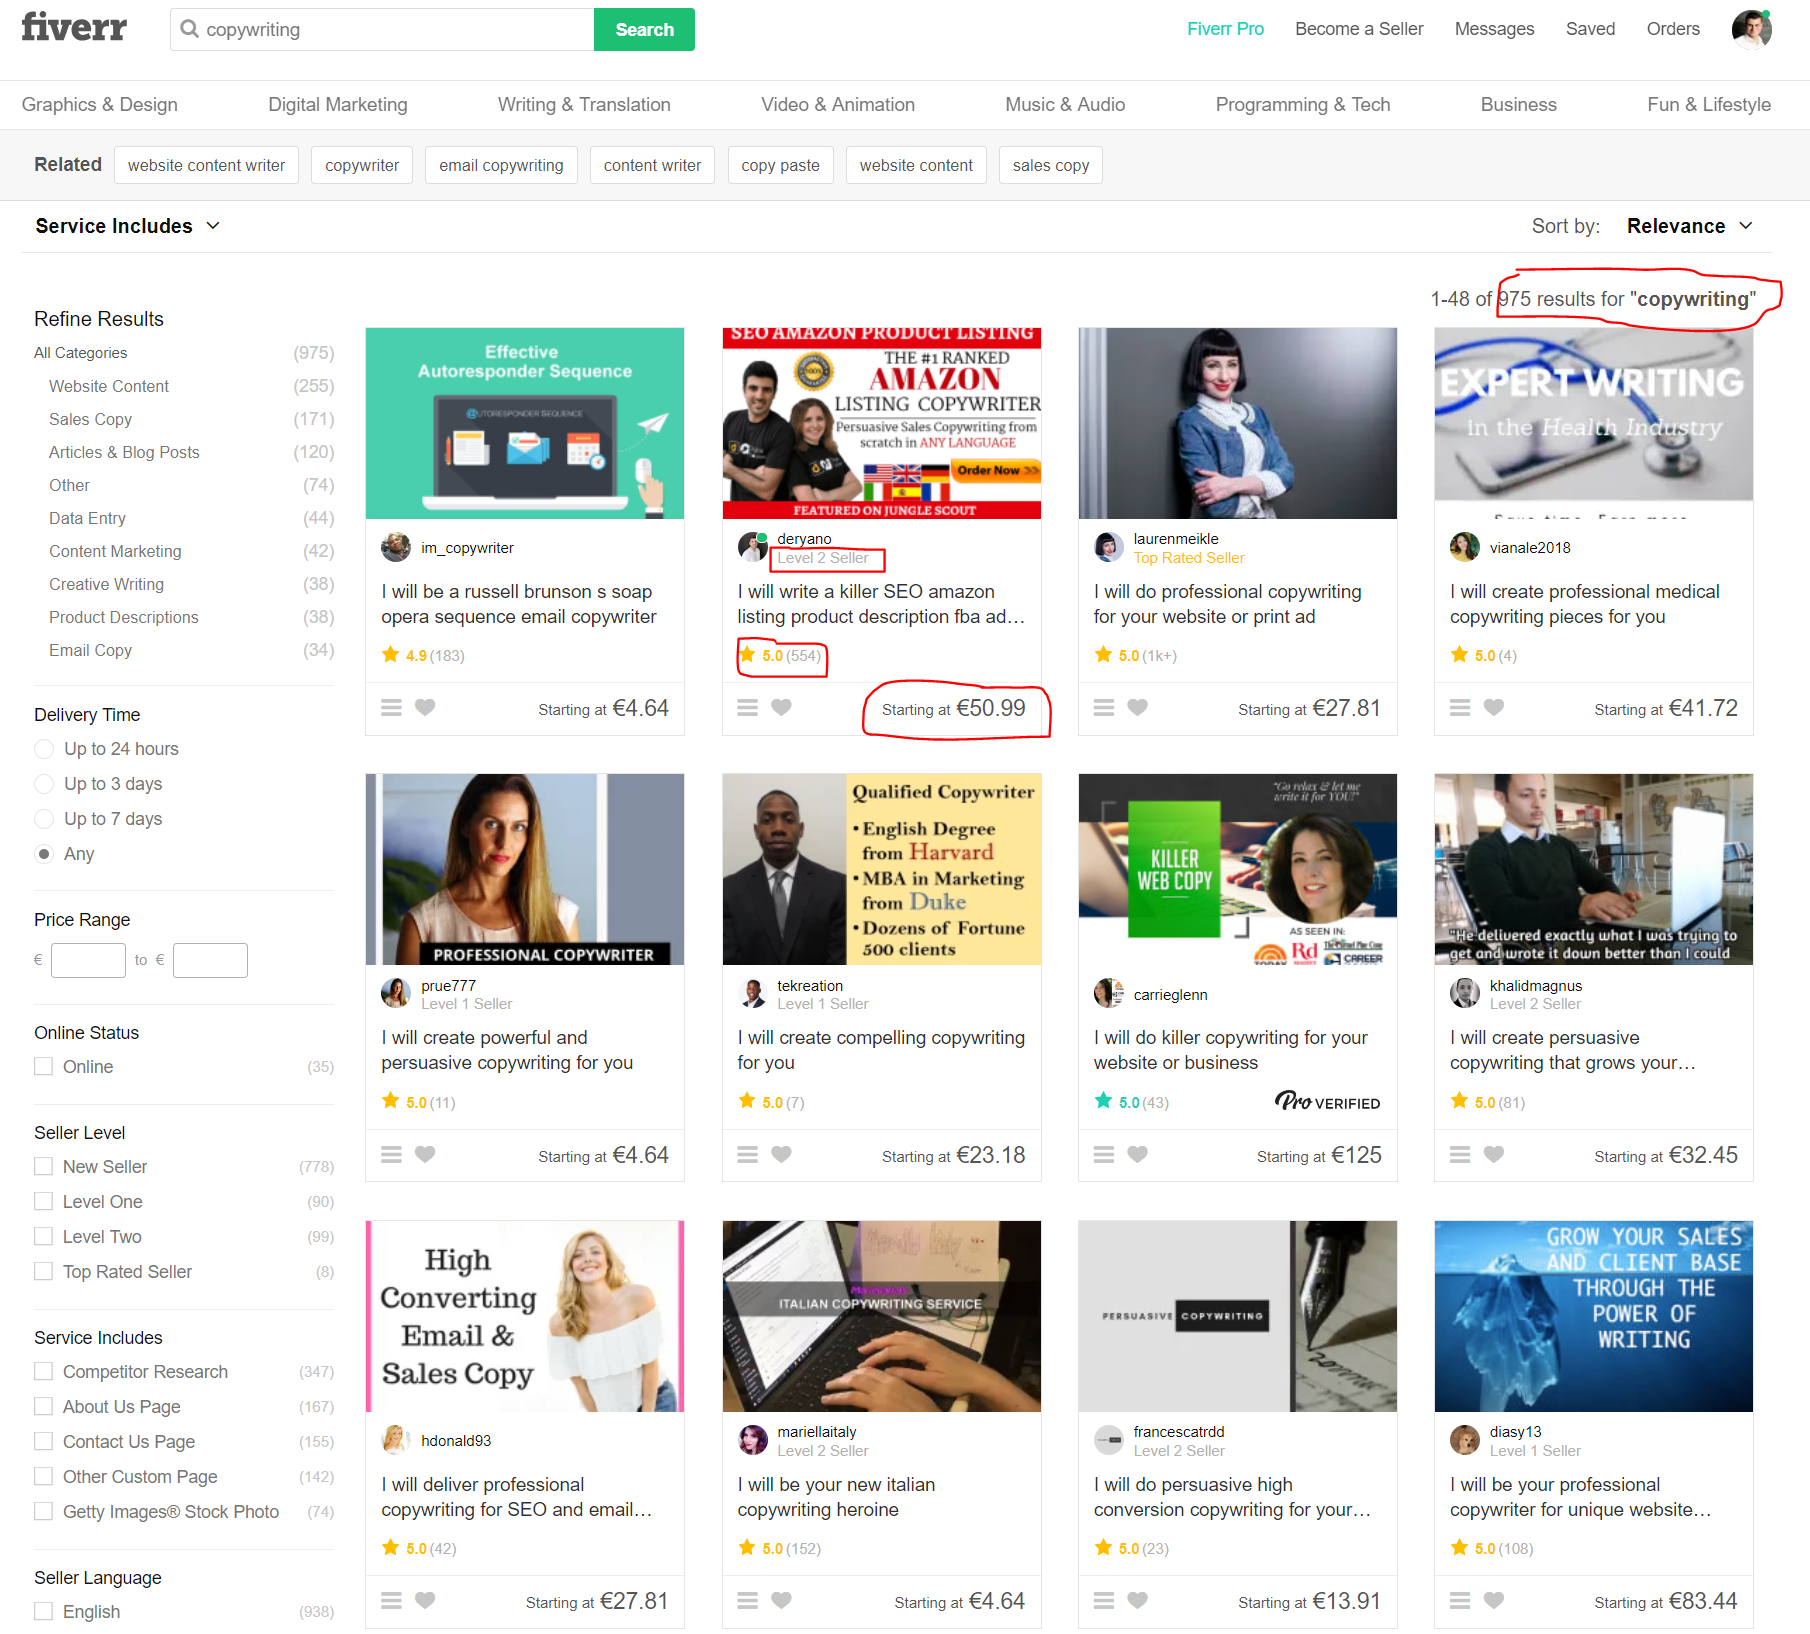 fiverr
copywriting
Search
Fiverr Pro
Become a Seller
Messages
Saved
Orders
Graphics & Design
Digital Marketing
Writing & Translation
Video & Animation
Music & Audio
Programming & Tech
Business
Fun & Lifestyle
Related
website content writer
copywriter
email copywriting
content writer
copy paste
website content
sales copy
Service Includes
Sort by:
Relevance
1-48 of 975 results for "copywriting"
Refine Results
All Categories (975)
Website Content (255)
Sales Copy (171)
Articles & Blog Posts (120)
Other (74)
Data Entry (44)
Content Marketing (42)
Creative Writing (38)
Product Descriptions (38)
Email Copy (34)
Delivery Time
Up to 24 hours
Up to 3 days
Up to 7 days
Any
Price Range
€ to €
Online Status
Online (35)
Seller Level
New Seller (778)
Level One (90)
Level Two (99)
Top Rated Seller (8)
Service Includes
Competitor Research (347)
About Us Page (167)
Contact Us Page (155)
Other Custom Page (142)
Getty Images® Stock Photo (74)
Seller Language
English (938)
Effective
Autoresponder Sequence
@UTORESPONDER SEQUENCE
im_copywriter
I will be a russell brunson s soap
opera sequence email copywriter
4.9 (183)
Starting at €4.64
SEO AMAZON PRODUCT LISTING
100%
THE #1 RANKED
AMAZON
LISTING COPYWRITER
Persuasive Sales Copywriting from
scratch in ANY LANGUAGE
Order Now >>
FEATURED ON JUNGLE SCOUT
deryano
Level 2 Seller
I will write a killer SEO amazon
listing product description fba ad...
5.0 (554)
Starting at €50.99
laurenmeikle
Top Rated Seller
I will do professional copywriting
for your website or print ad
5.0 (1k+)
Starting at €27.81
EXPERT WRITING
in the Health Industry
vianale2018
I will create professional medical
copywriting pieces for you
5.0 (4)
Starting at €41.72
PROFESSIONAL COPYWRITER
prue777
Level 1 Seller
I will create powerful and
persuasive copywriting for you
5.0 (11)
Starting at €4.64
Qualified Copywriter
• English Degree
from Harvard
• MBA in Marketing
from Duke
• Dozens of Fortune
500 clients
tekreation
Level 1 Seller
I will create compelling copywriting
for you
5.0 (7)
Starting at €23.18
"Go relax & let me
write it for YOU!"
KILLER
WEB COPY
AS SEEN IN:
TODAY
Rd
CAREER
carrieglenn
I will do killer copywriting for your
website or business
5.0 (43)
Pro VERIFIED
Starting at €125
"He delivered exactly what I was trying to
get and wrote it down better than I could
khalidmagnus
Level 2 Seller
I will create persuasive
copywriting that grows your...
5.0 (81)
Starting at €32.45
High
Converting
Email &
Sales Copy
hdonald93
I will deliver professional
copywriting for SEO and email...
5.0 (42)
Starting at €27.81
ITALIAN COPYWRITING SERVICE
mariellaitaly
Level 2 Seller
I will be your new italian
copywriting heroine
5.0 (152)
Starting at €4.64
PERSUASIVE COPYWRITING
francescatrdd
Level 2 Seller
I will do persuasive high
conversion copywriting for your...
5.0 (23)
Starting at €13.91
GROW YOUR SALES
AND CLIENT BASE
THROUGH THE
POWER OF
WRITING
diasy13
Level 1 Seller
I will be your professional
copywriter for unique website...
5.0 (108)
Starting at €83.44